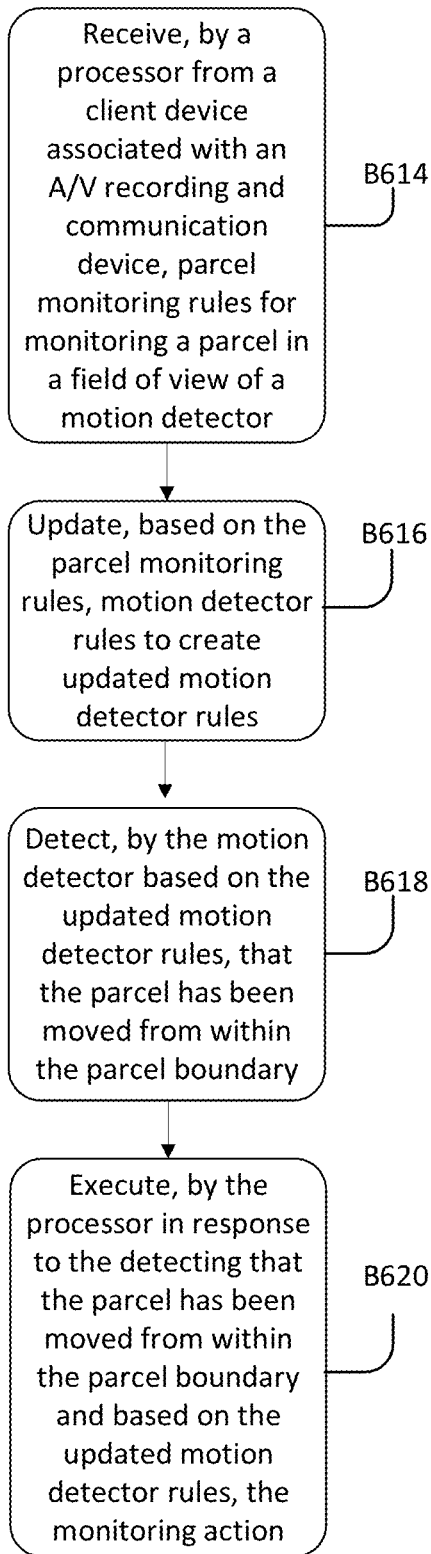 Receive, by a
processor from a
client device
associated with an
A/V recording and
communication
device, parcel
monitoring rules for
monitoring a parcel in
a field of view of a
motion detector
B614
Update, based on the
parcel monitoring
rules, motion detector
rules to create
updated motion
detector rules
B616
Detect, by the motion
detector based on the
updated motion
detector rules, that
the parcel has been
moved from within
the parcel boundary
B618
Execute, by the
processor in response
to the detecting that
the parcel has been
moved from within
the parcel boundary
and based on the
updated motion
detector rules, the
monitoring action
B620